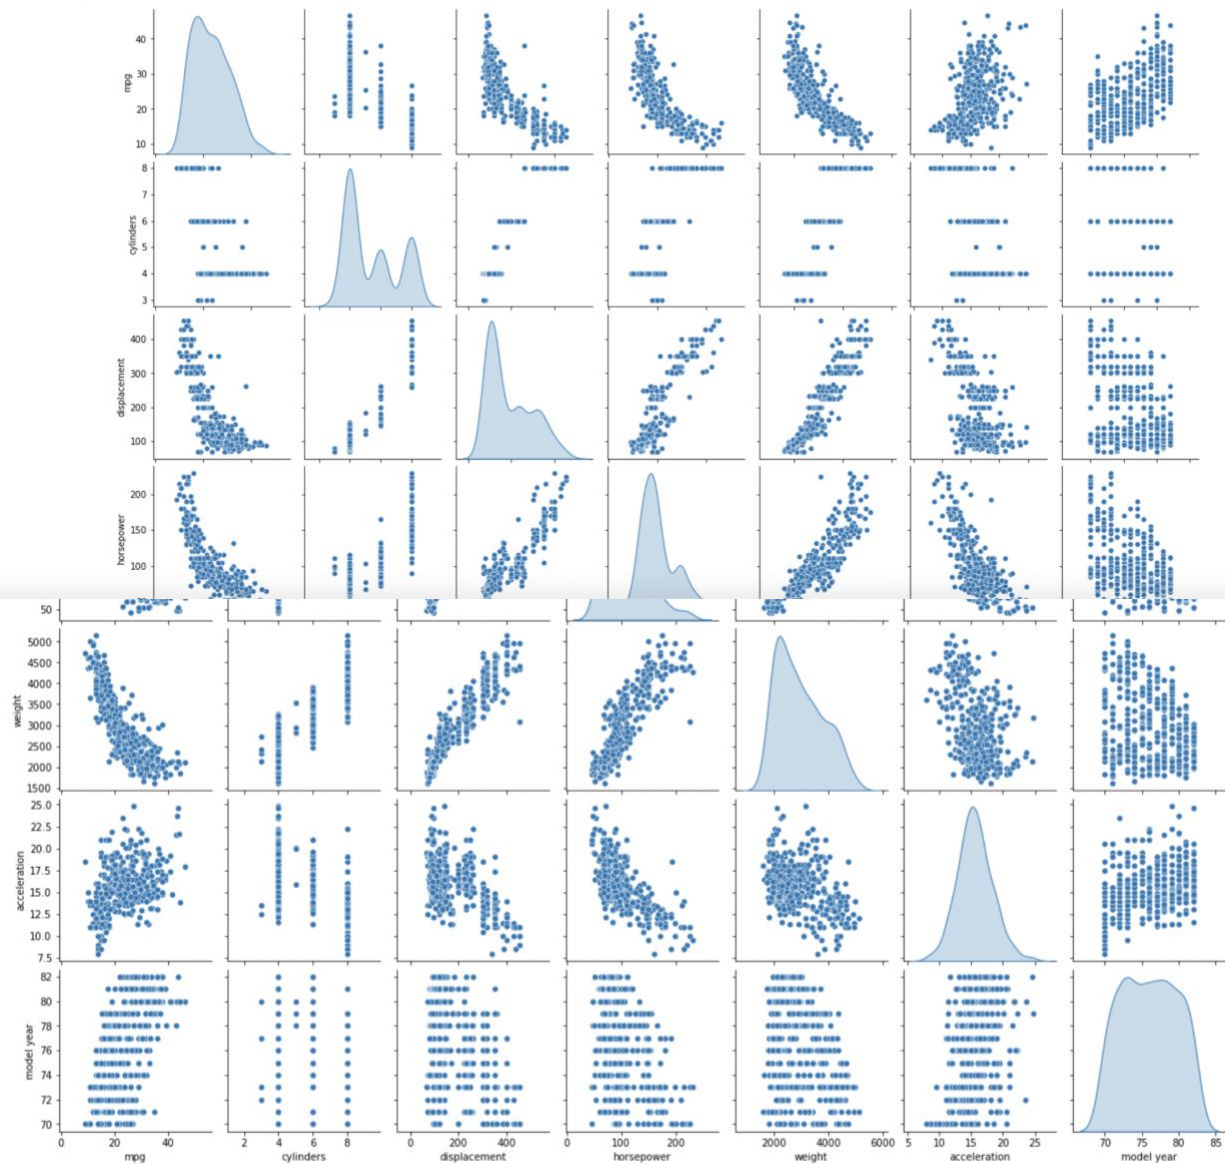 40
30
20
10
mpg
8
7
6
5
4
3
cylinders
400
300
200
100
displacement
200
150
100
horsepower
50
5000
4500
4000
3500
3000
2500
2000
1500
weight
25.0
22.5
20.0
17.5
15.0
12.5
10.0
7.5
acceleration
82
80
78
76
74
72
70
model year
0 20 40
2 4 6 8
0 200 400
0 100 200
2000 4000 6000
5 10 15 20 25
70 75 80 85
mpg cylinders displacement horsepower weight acceleration model year